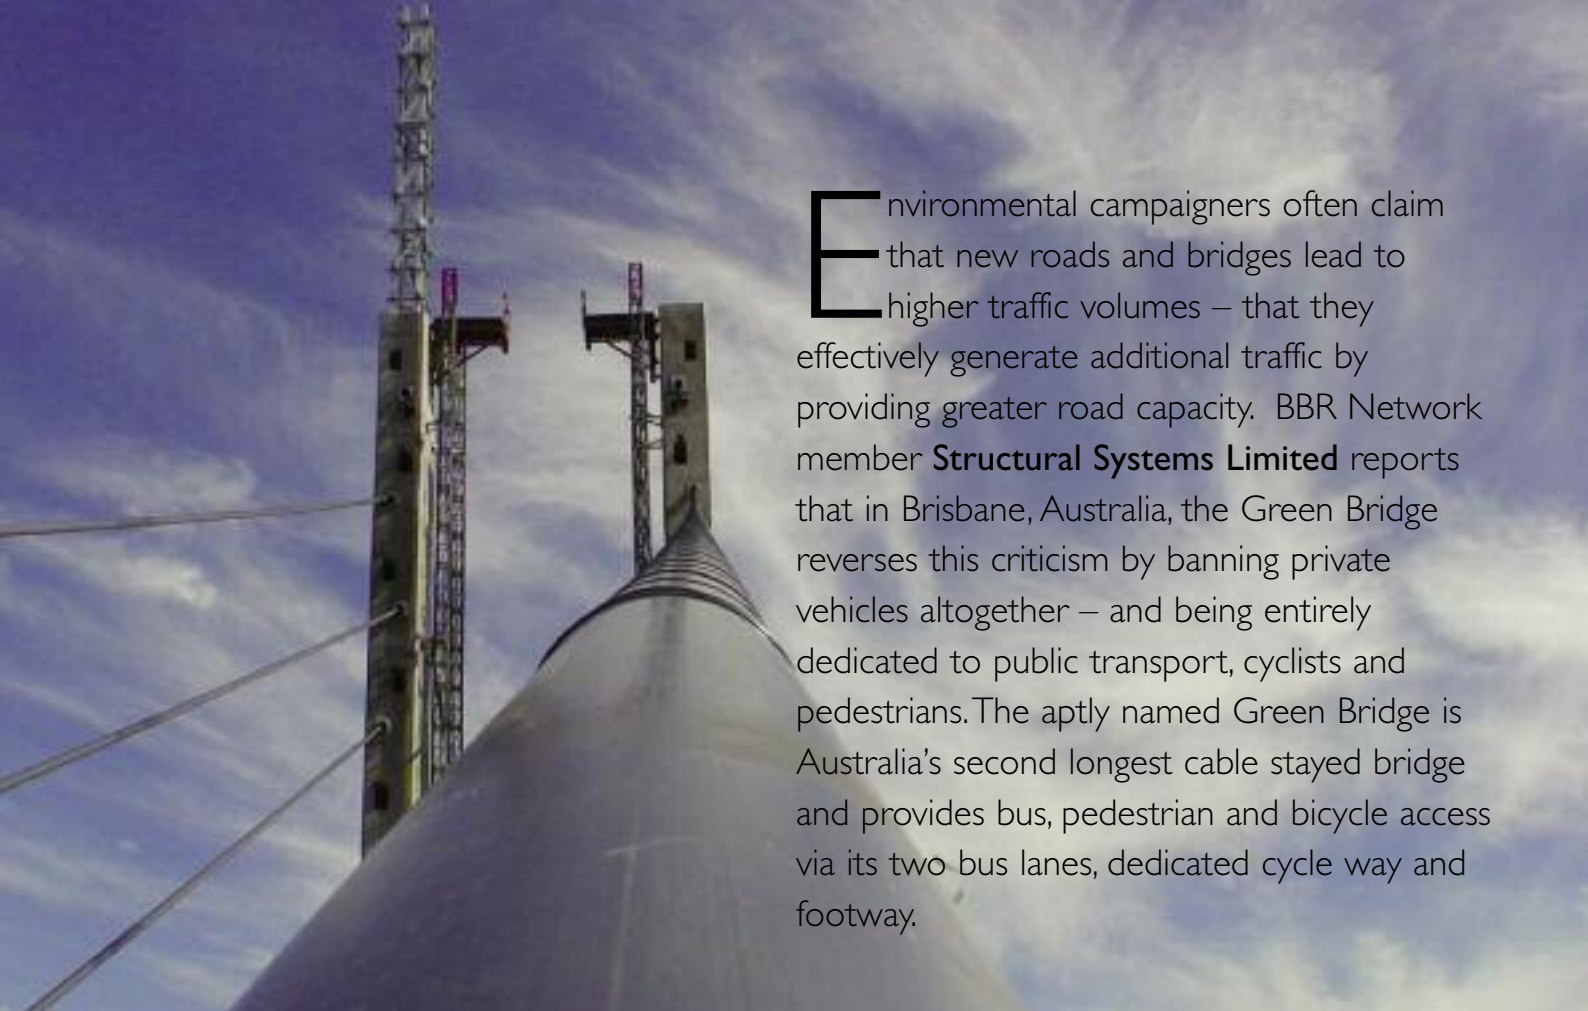 Environmental campaigners often claim
that new roads and bridges lead to
higher traffic volumes – that they
effectively generate additional traffic by
providing greater road capacity.  BBR Network
member Structural Systems Limited reports
that in Brisbane, Australia, the Green Bridge
reverses this criticism by banning private
vehicles altogether – and being entirely
dedicated to public transport, cyclists and
pedestrians. The aptly named Green Bridge is
Australia’s second longest cable stayed bridge
and provides bus, pedestrian and bicycle access
via its two bus lanes, dedicated cycle way and
footway.